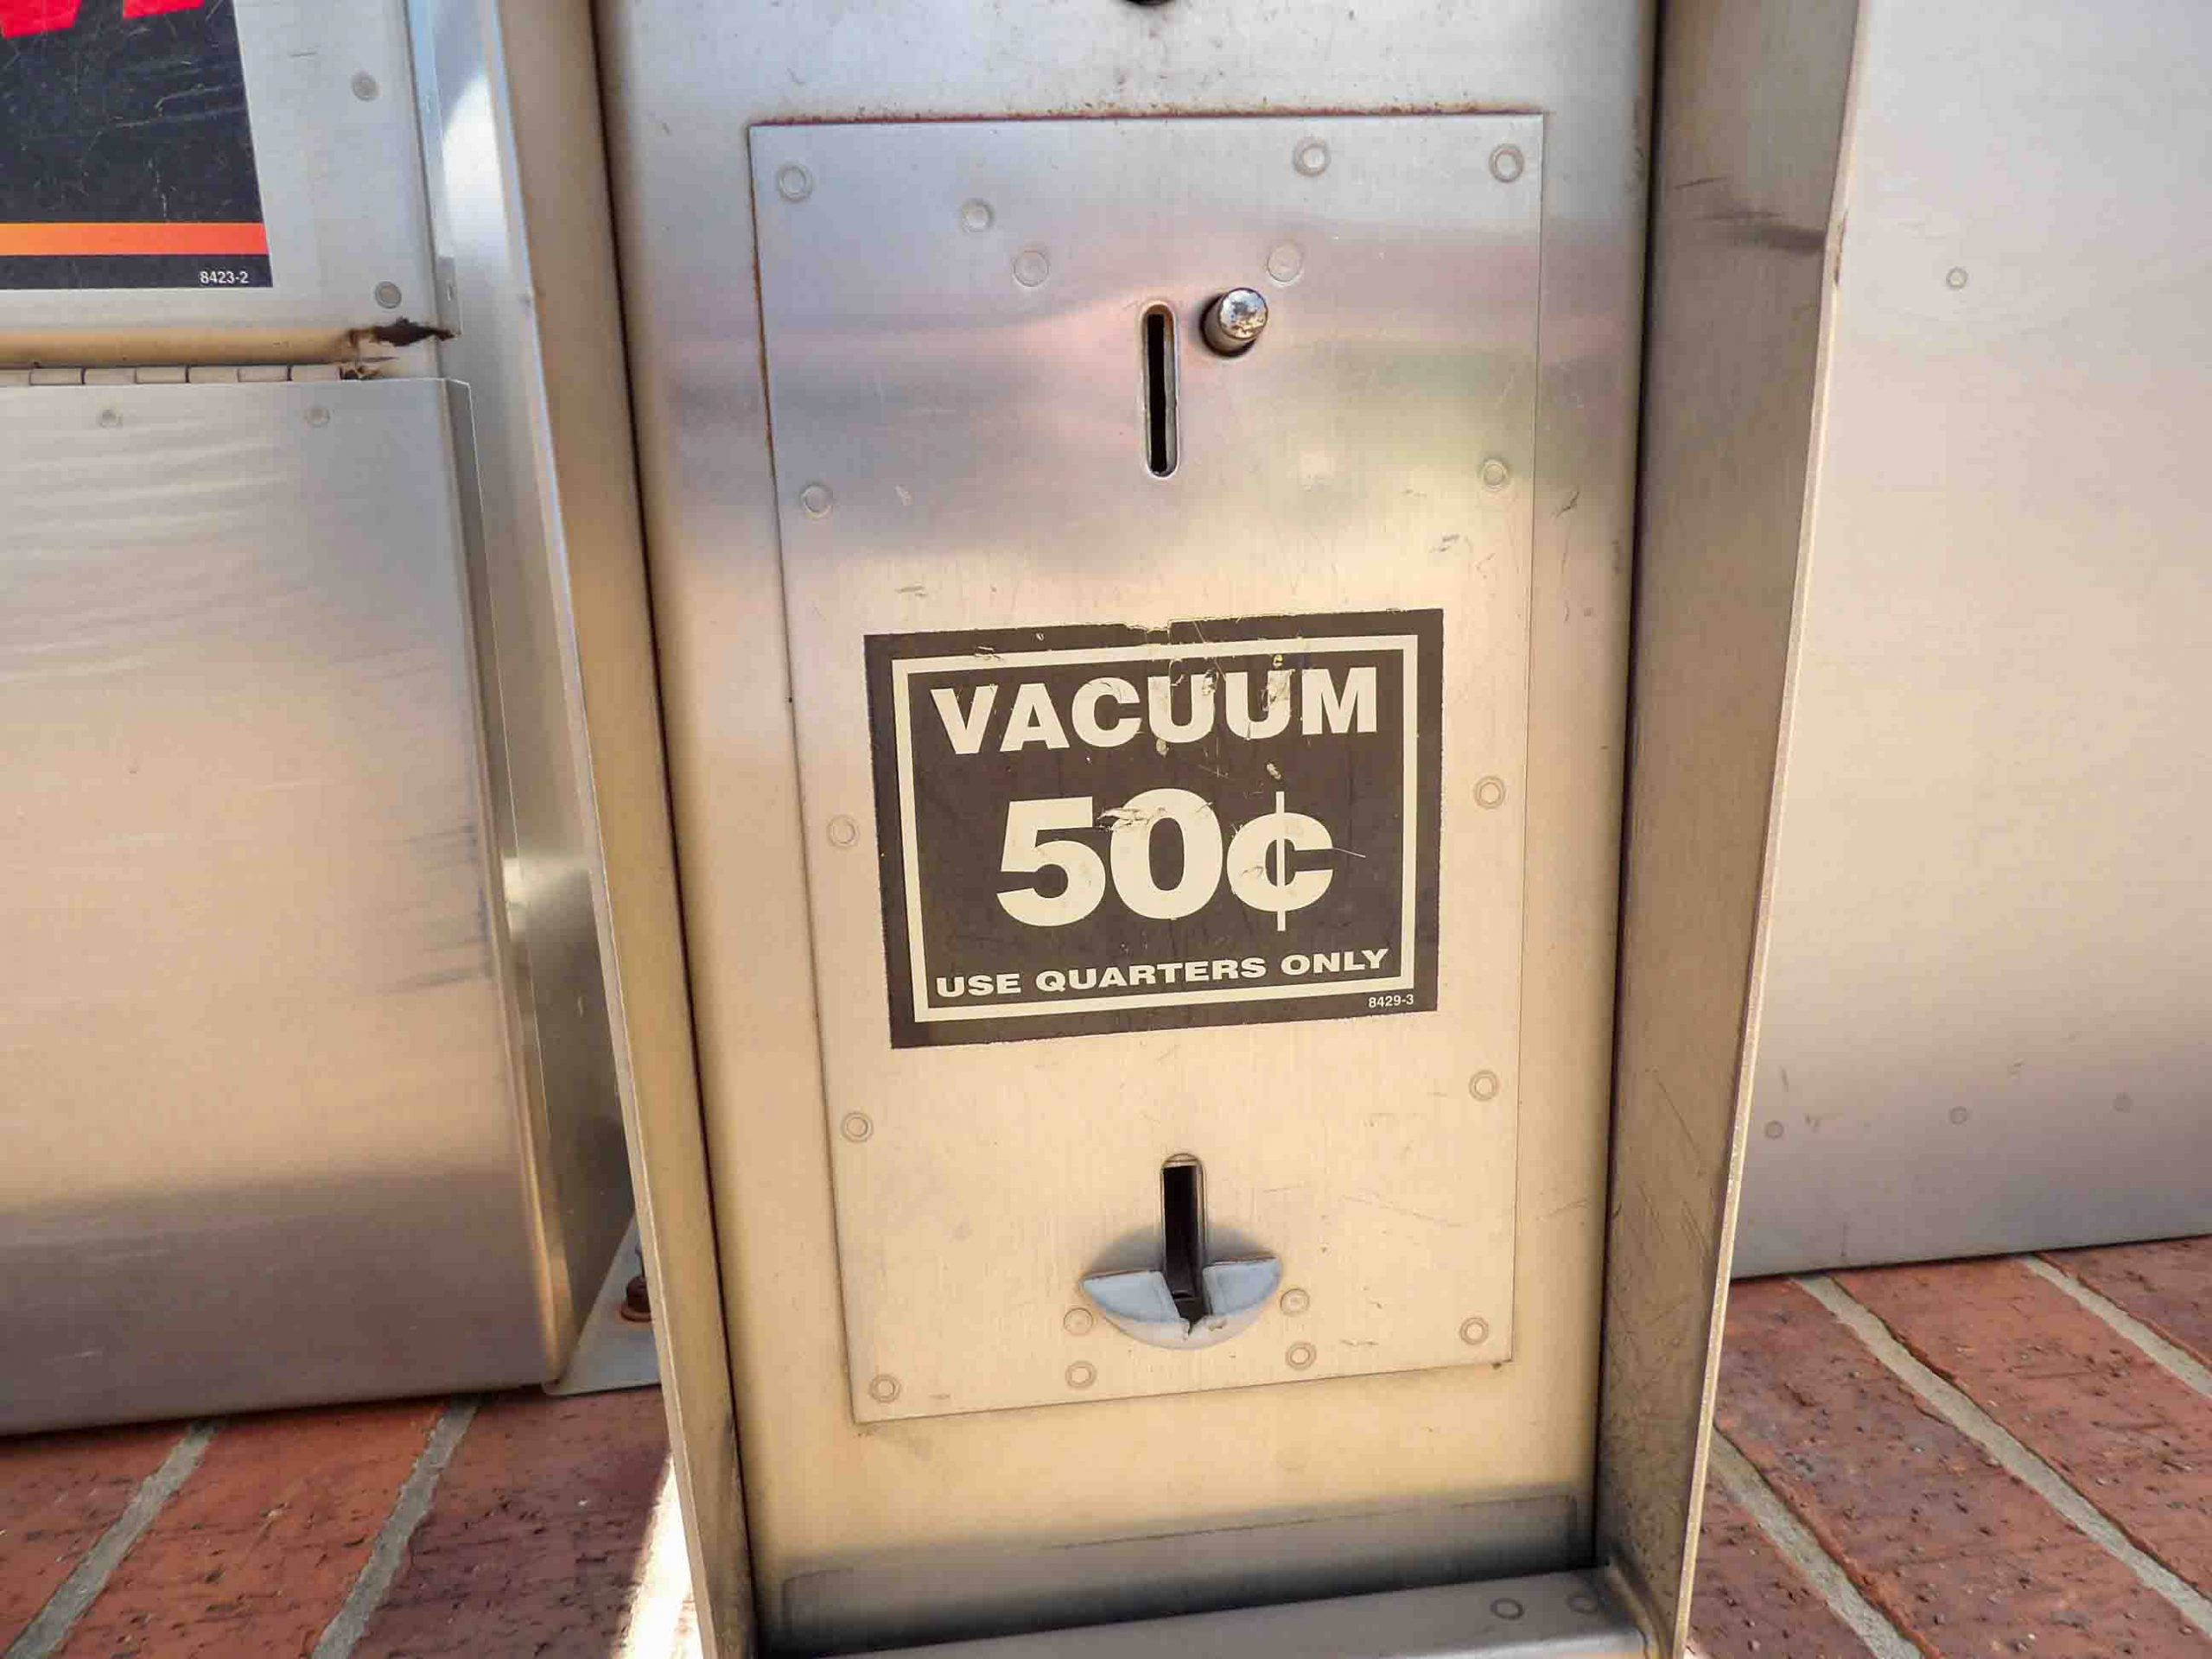 8423-2
VACUUM
50¢
USE QUARTERS ONLY
8429-3